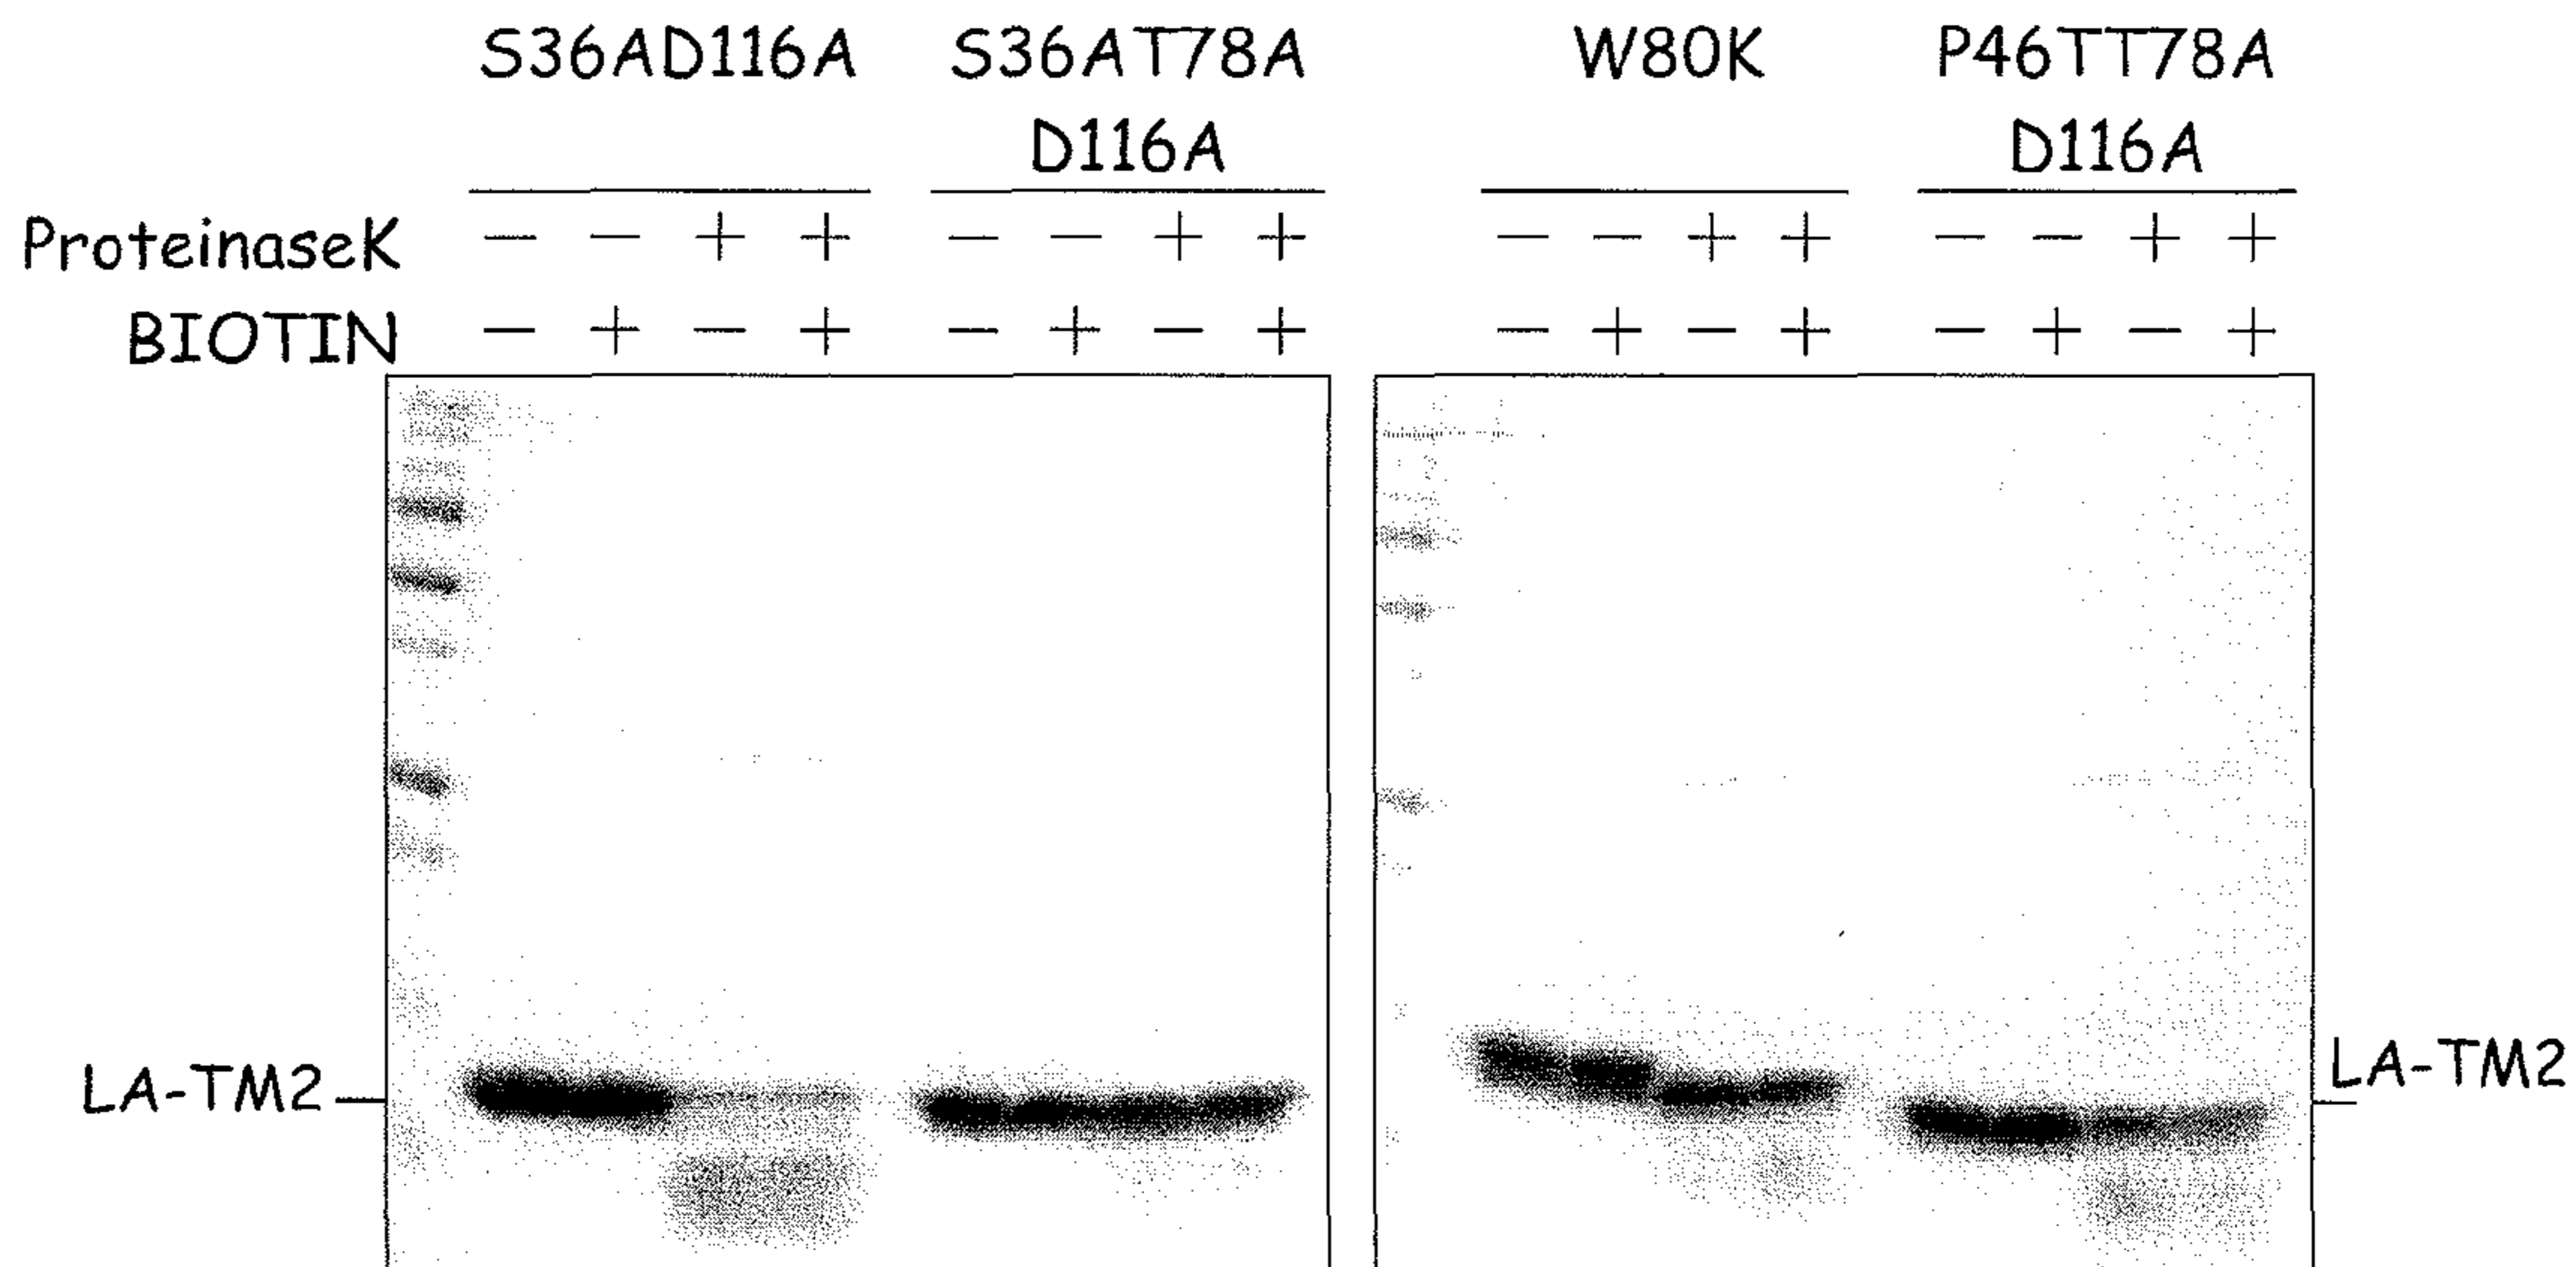 S36AD116A S36AT78A W80K P46TT78A
D116A D116A
ProteinaseK — — + + — — + + — — + + — — + +
BIOTIN — + — + — + — + — + — + — + — +
LA-TM2 LA-TM2